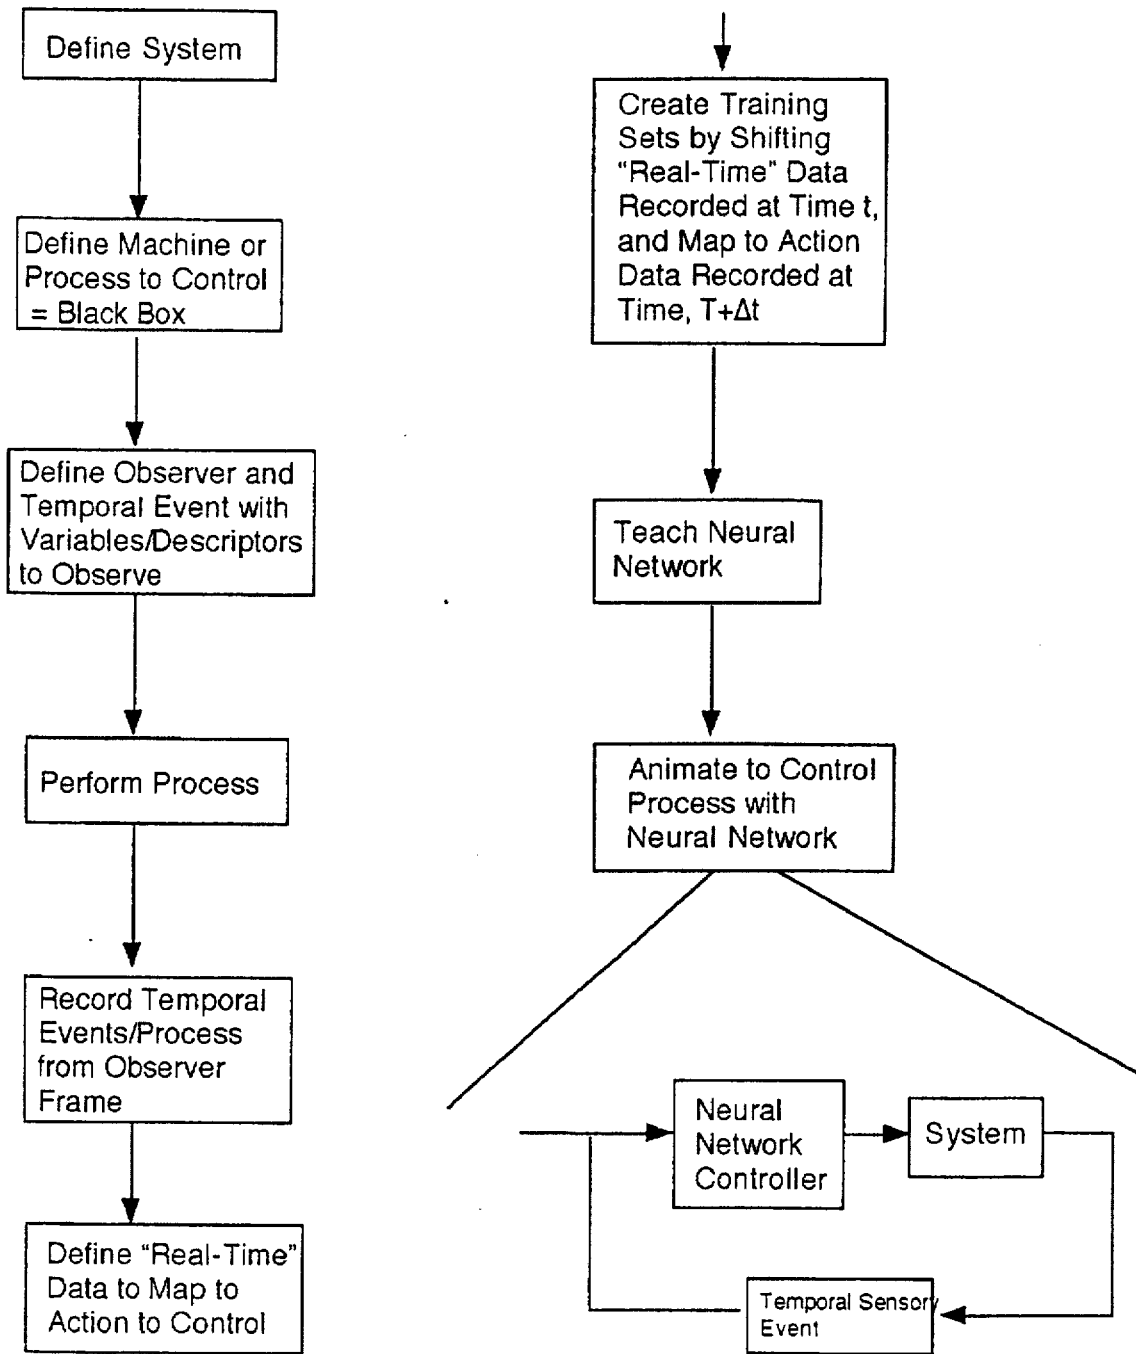 Define System
Define Machine or
Process to Control
= Black Box
Define Observer and
Temporal Event with
Variables/Descriptors
to Observe
Perform Process
Record Temporal
Events/Process
from Observer
Frame
Define “Real-Time”
Data to Map to
Action to Control
Create Training
Sets by Shifting
“Real-Time” Data
Recorded at Time t,
and Map to Action
Data Recorded at
Time, T+Δt
Teach Neural
Network
Animate to Control
Process with
Neural Network
Neural
Network
Controller
System
Temporal Sensory
Event